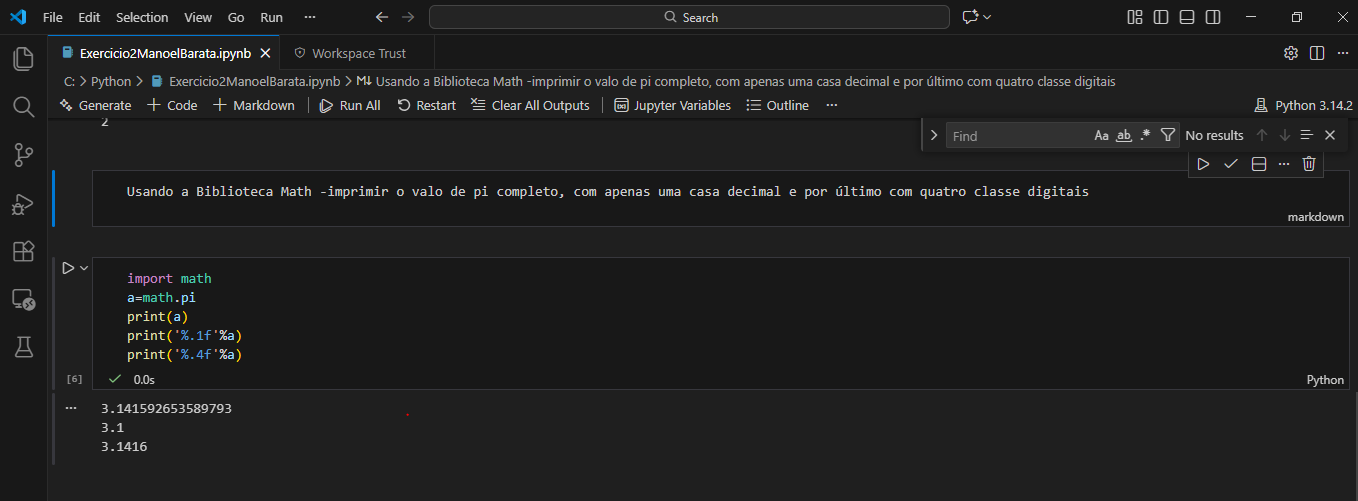 File Edit Selection View Go Run ··· Search
Exercicio2ManoelBarata.ipynb Workspace Trust
C: > Python > Exercicio2ManoelBarata.ipynb > M↓ Usando a Biblioteca Math -imprimir o valo de pi completo, com apenas uma casa decimal e por último com quatro classe digitais
Generate + Code + Markdown Run All Restart Clear All Outputs Jupyter Variables Outline ··· Python 3.14.2
2
Find Aa ab .* No results
Usando a Biblioteca Math -imprimir o valo de pi completo, com apenas uma casa decimal e por último com quatro classe digitais
markdown
import math
a=math.pi
print(a)
print('%.1f'%a)
print('%.4f'%a)
[6] 0.0s Python
3.141592653589793
3.1
3.1416